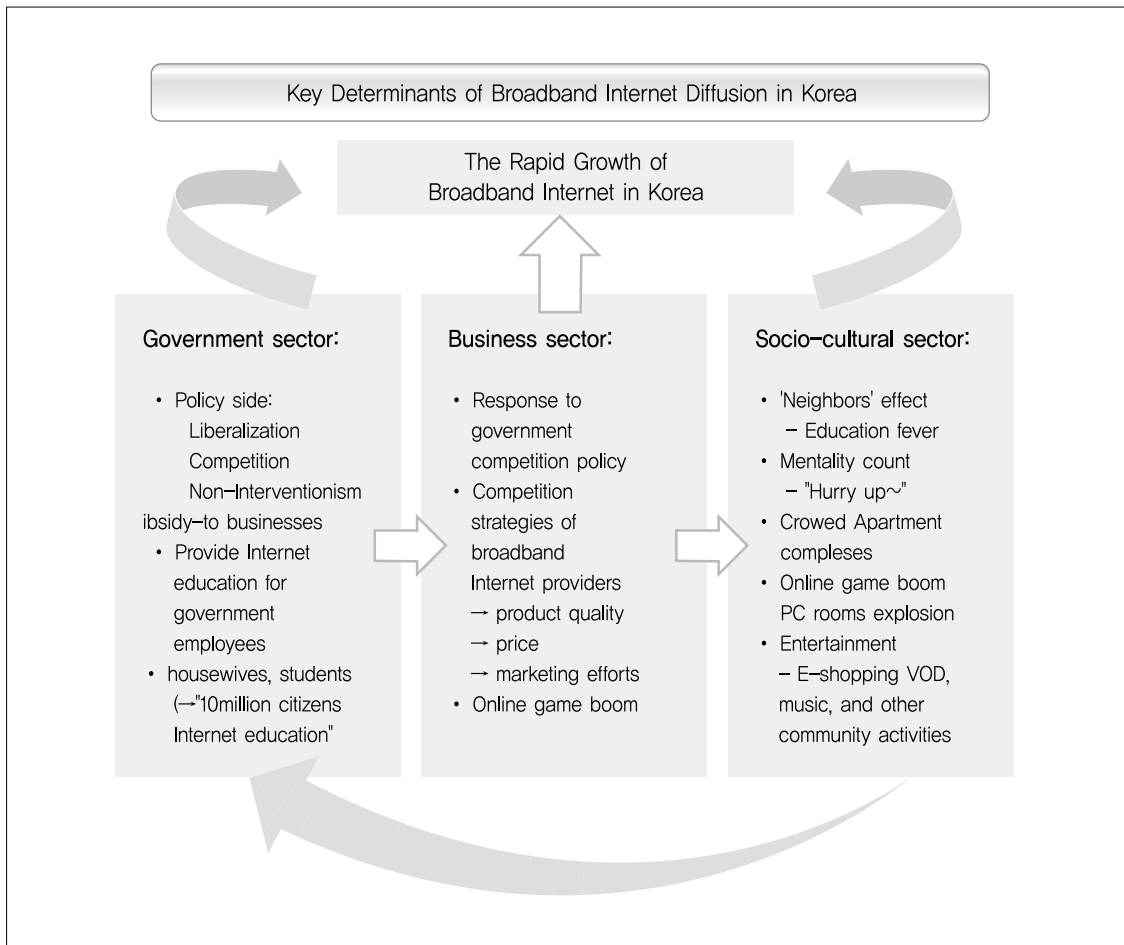 Key Determinants of Broadband Internet Diffusion in Korea
The Rapid Growth of
Broadband Internet in Korea
Government sector:
• Policy side:
Liberalization
Competition
Non-Interventionism
ibsidy-to businesses
• Provide Internet
education for
government
employees
• housewives, students
(→"10million citizens
Internet education"
Business sector:
• Response to
government
competition policy
• Competition
strategies of
broadband
Internet providers
→ product quality
→ price
→ marketing efforts
• Online game boom
Socio-cultural sector:
• 'Neighbors' effect
- Education fever
• Mentality count
- "Hurry up~"
• Crowed Apartment
compleses
• Online game boom
PC rooms explosion
• Entertainment
- E-shopping VOD,
music, and other
community activities